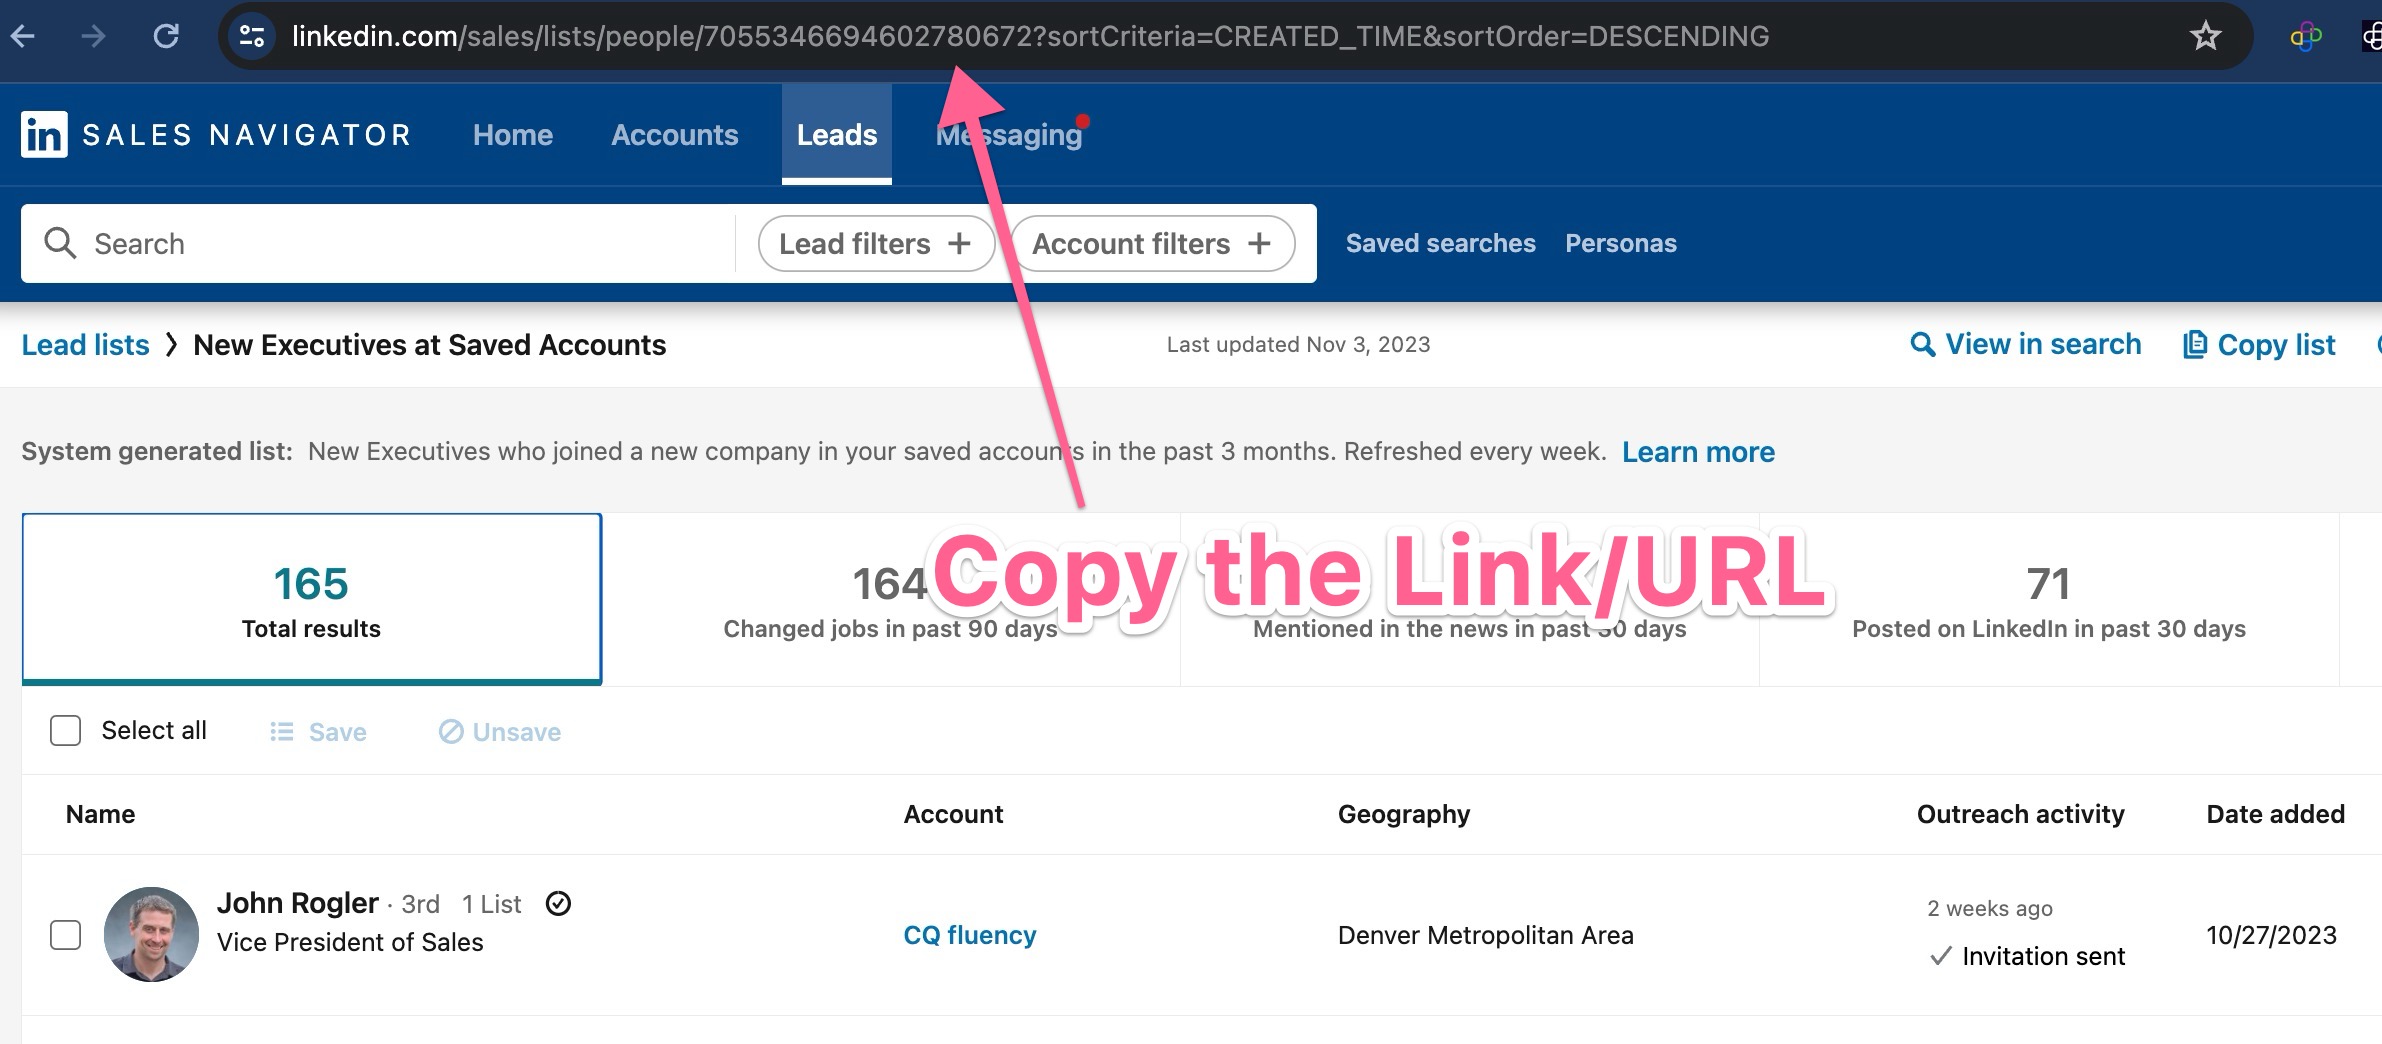 linkedin.com/sales/lists/people/7055346694602780672?sortCriteria=CREATED_TIME&sortOrder=DESCENDING
in SALES NAVIGATOR Home Accounts Leads Messaging
Search Lead filters + Account filters + Saved searches Personas
Lead lists > New Executives at Saved Accounts Last updated Nov 3, 2023 View in search Copy list
System generated list: New Executives who joined a new company in your saved accounts in the past 3 months. Refreshed every week. Learn more
Copy the Link/URL
165 164 71
Total results Changed jobs in past 90 days Mentioned in the news in past 30 days Posted on LinkedIn in past 30 days
Select all Save Unsave
Name Account Geography Outreach activity Date added
John Rogler · 3rd 1 List
Vice President of Sales
CQ fluency
Denver Metropolitan Area
2 weeks ago
Invitation sent
10/27/2023